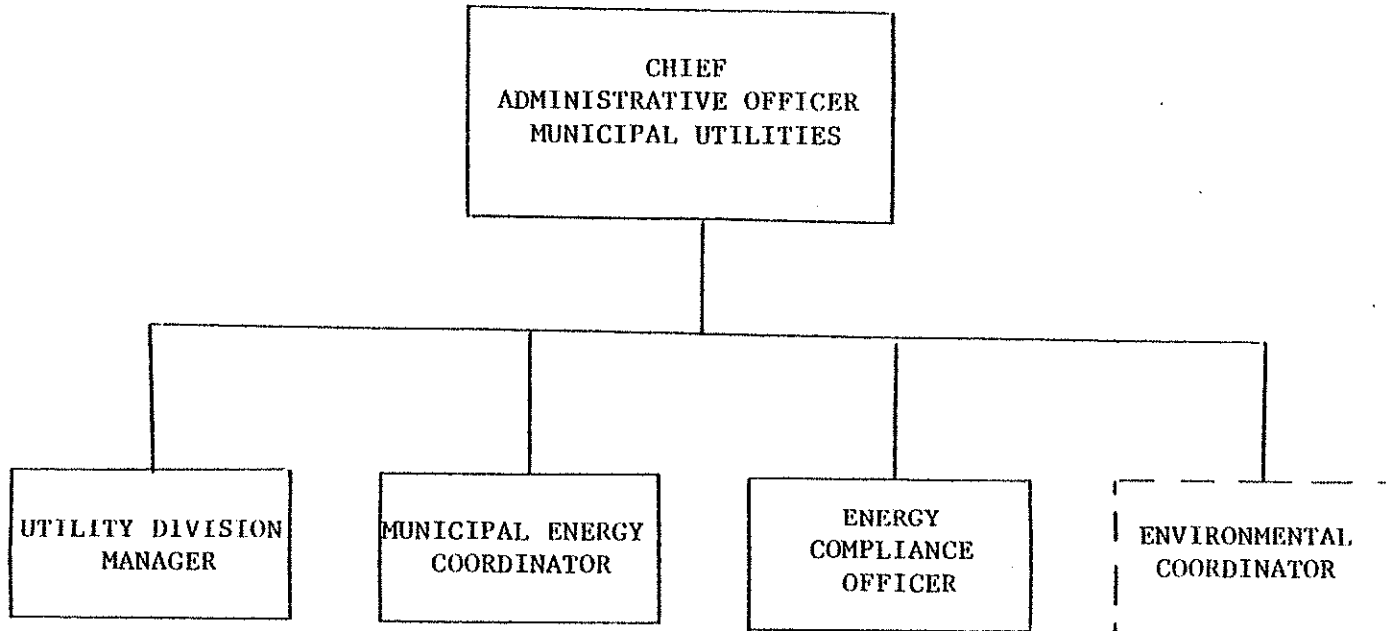 CHIEF
ADMINISTRATIVE OFFICER
MUNICIPAL UTILITIES
UTILITY DIVISION
MANAGER
MUNICIPAL ENERGY
COORDINATOR
ENERGY
COMPLIANCE
OFFICER
ENVIRONMENTAL
COORDINATOR